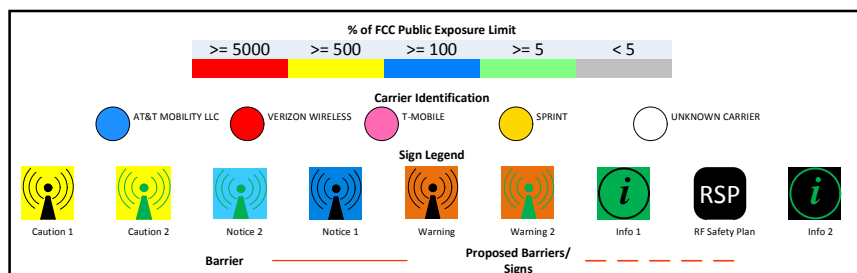 % of FCC Public Exposure Limit
>= 5000 >= 500 >= 100 >= 5 < 5
Carrier Identification
AT&T MOBILITY LLC VERIZON WIRELESS T-MOBILE SPRINT UNKNOWN CARRIER
Sign Legend
i RSP i
Caution 1 Caution 2 Notice 2 Notice 1 Warning Warning 2 Info 1 RF Safety Plan Info 2
Barrier Proposed Barriers/
Signs